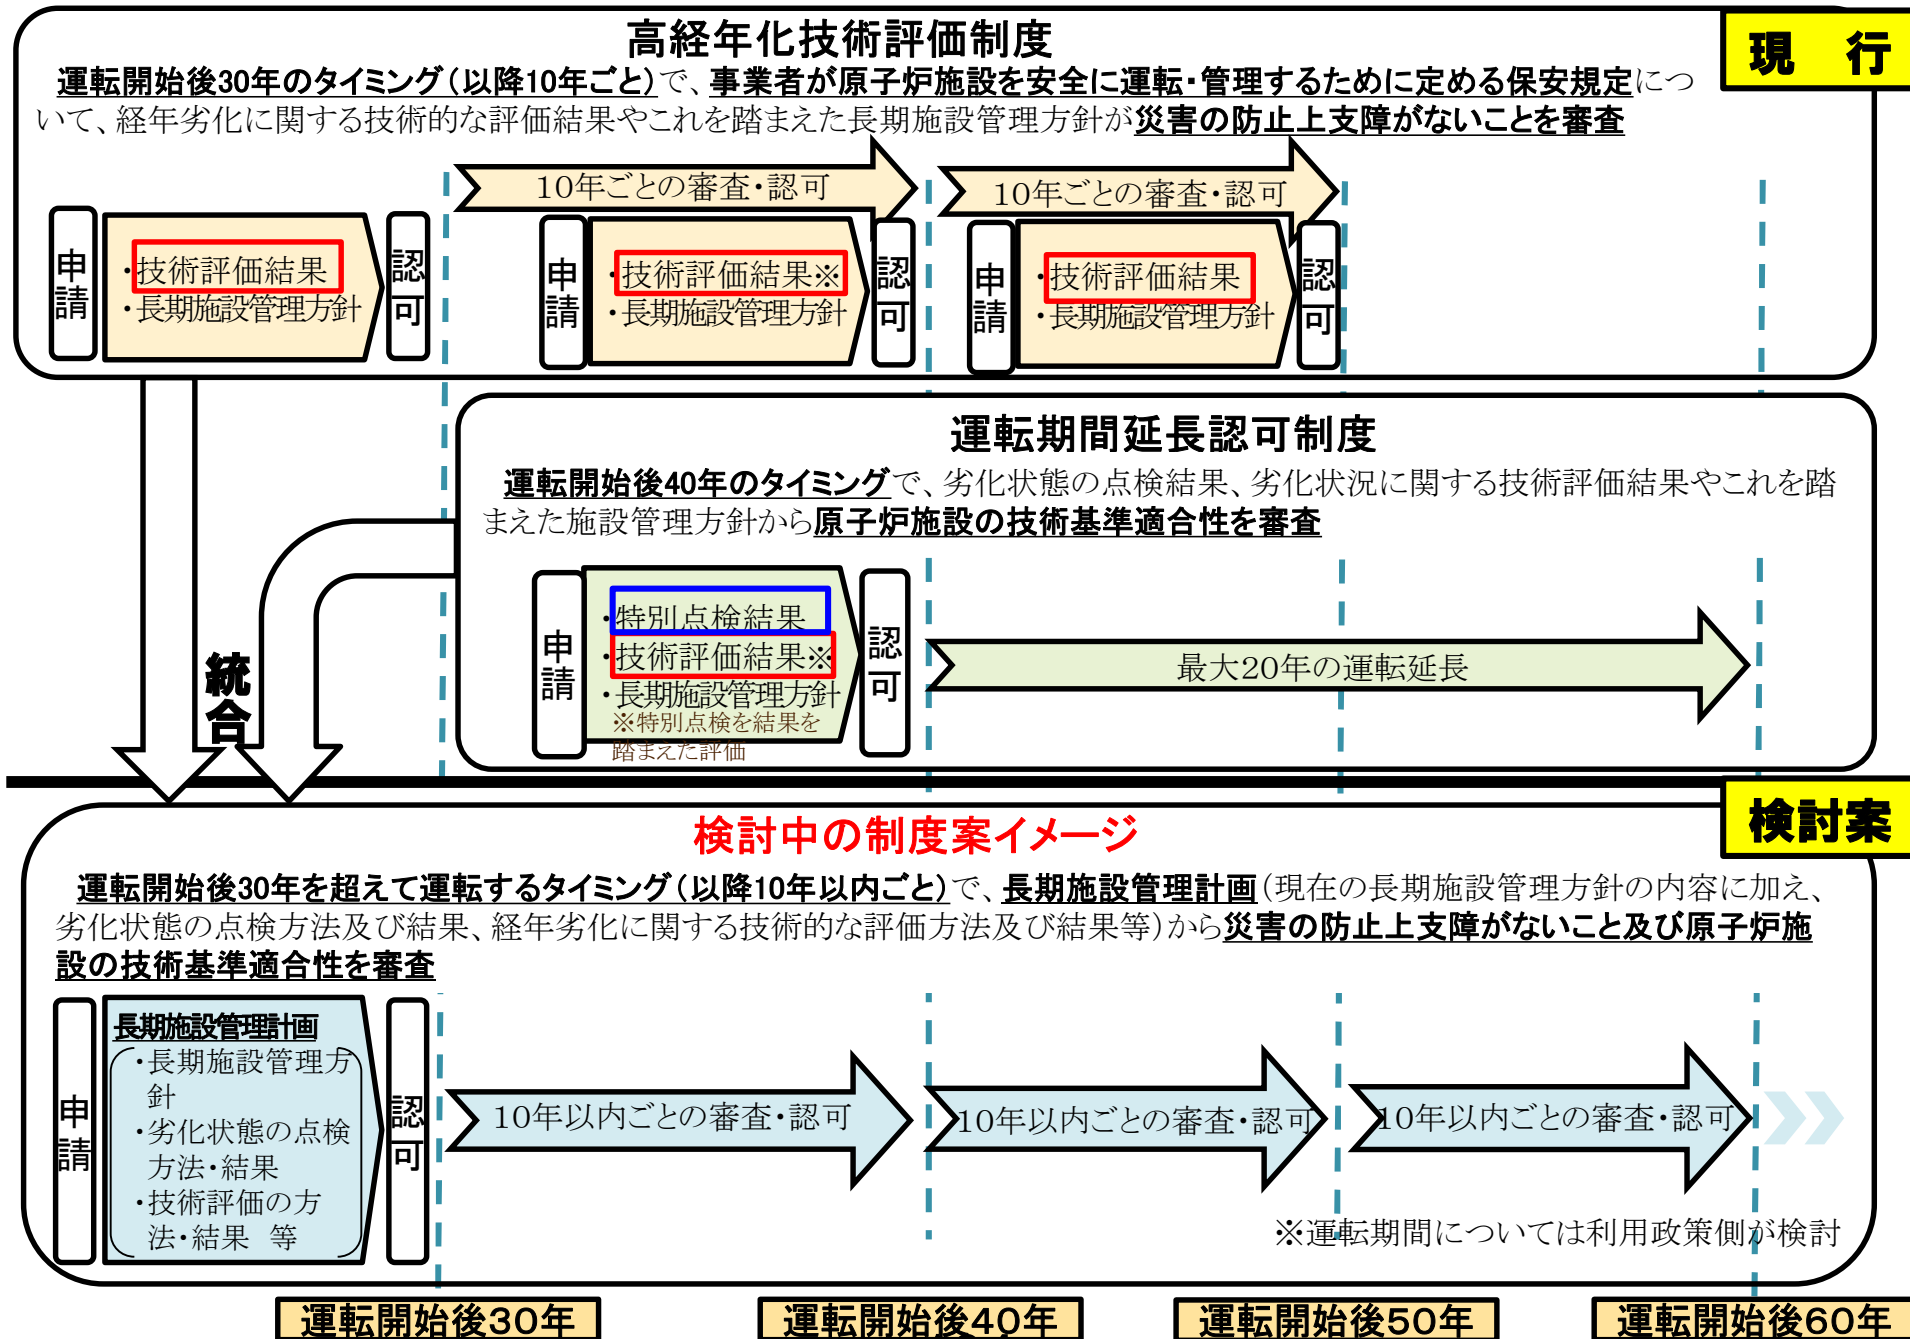 高経年化技術評価制度
現　行
運転開始後30年のタイミング（以降10年ごと）で、事業者が原子炉施設を安全に運転・管理するために定める保安規定につ
いて、経年劣化に関する技術的な評価結果やこれを踏まえた長期施設管理方針が災害の防止上支障がないことを審査
10年ごとの審査・認可
10年ごとの審査・認可
申請
・技術評価結果
・長期施設管理方針
認可
申請
・技術評価結果※
・長期施設管理方針
認可
申請
・技術評価結果
・長期施設管理方針
認可
運転期間延長認可制度
運転開始後40年のタイミングで、劣化状態の点検結果、劣化状況に関する技術評価結果やこれを踏
まえた施設管理方針から原子炉施設の技術基準適合性を審査
申請
・特別点検結果
・技術評価結果※
・長期施設管理方針
※特別点検を結果を
踏まえた評価
認可
最大20年の運転延長
統合
検討案
検討中の制度案イメージ
運転開始後30年を超えて運転するタイミング（以降10年以内ごと）で、長期施設管理計画（現在の長期施設管理方針の内容に加え、
劣化状態の点検方法及び結果、経年劣化に関する技術的な評価方法及び結果等）から災害の防止上支障がないこと及び原子炉施
設の技術基準適合性を審査
申請
長期施設管理計画
・長期施設管理方
針
・劣化状態の点検
方法・結果
・技術評価の方
法・結果　等
認可
10年以内ごとの審査・認可
10年以内ごとの審査・認可
10年以内ごとの審査・認可
※運転期間については利用政策側が検討
運転開始後30年
運転開始後40年
運転開始後50年
運転開始後60年